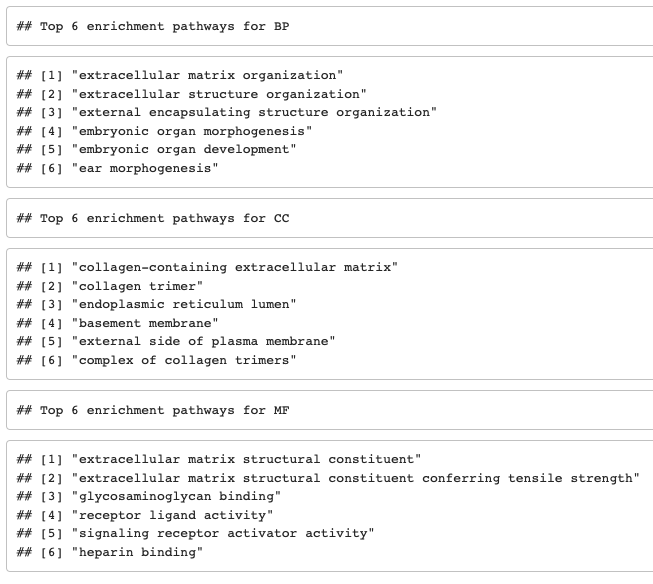 ## Top 6 enrichment pathways for BP
## [1] "extracellular matrix organization"
## [2] "extracellular structure organization"
## [3] "external encapsulating structure organization"
## [4] "embryonic organ morphogenesis"
## [5] "embryonic organ development"
## [6] "ear morphogenesis"
## Top 6 enrichment pathways for CC
## [1] "collagen-containing extracellular matrix"
## [2] "collagen trimer"
## [3] "endoplasmic reticulum lumen"
## [4] "basement membrane"
## [5] "external side of plasma membrane"
## [6] "complex of collagen trimers"
## Top 6 enrichment pathways for MF
## [1] "extracellular matrix structural constituent"
## [2] "extracellular matrix structural constituent conferring tensile strength"
## [3] "glycosaminoglycan binding"
## [4] "receptor ligand activity"
## [5] "signaling receptor activator activity"
## [6] "heparin binding"